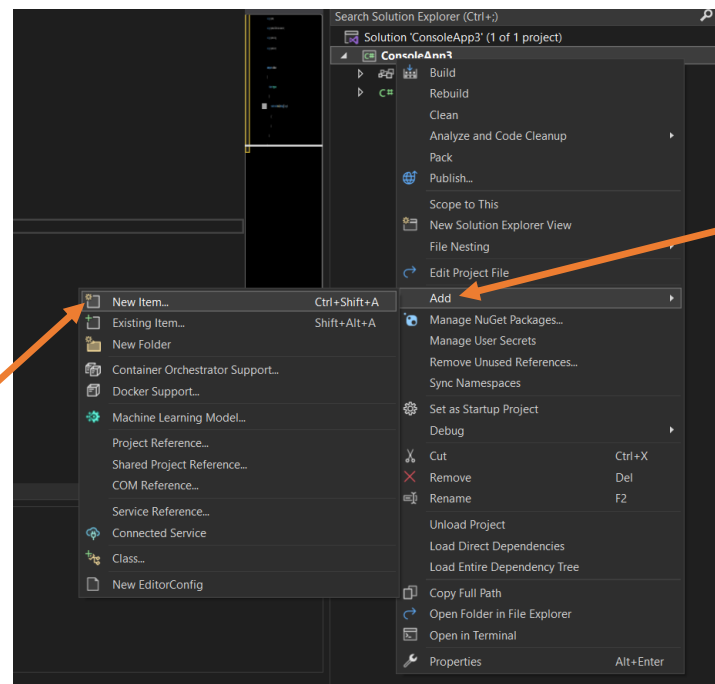 Search Solution Explorer (Ctrl+;)
Solution 'ConsoleApp3' (1 of 1 project)
ConsoleApp3
C#
Build
Rebuild
Clean
Analyze and Code Cleanup
Pack
Publish...
Scope to This
New Solution Explorer View
File Nesting
Edit Project File
Add
Manage NuGet Packages...
Manage User Secrets
Remove Unused References...
Sync Namespaces
Set as Startup Project
Debug
Cut Ctrl+X
Remove Del
Rename F2
Unload Project
Load Direct Dependencies
Load Entire Dependency Tree
Copy Full Path
Open Folder in File Explorer
Open in Terminal
Properties Alt+Enter
New Item... Ctrl+Shift+A
Existing Item... Shift+Alt+A
New Folder
Container Orchestrator Support...
Docker Support...
Machine Learning Model...
Project Reference...
Shared Project Reference...
COM Reference...
Service Reference...
Connected Service
Class...
New EditorConfig